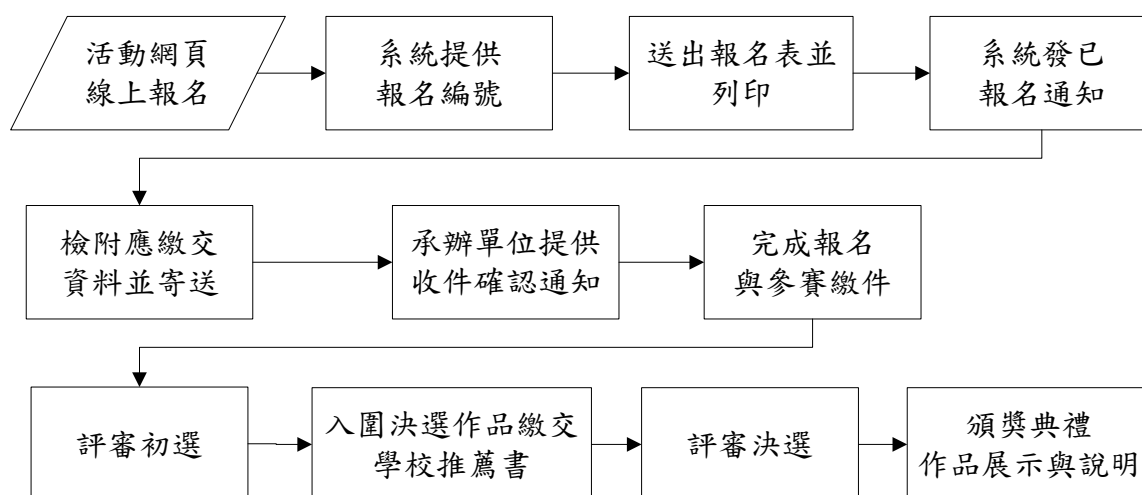 活動網頁
線上報名
系統提供
報名編號
送出報名表並
列印
系統發已
報名通知
檢附應繳交
資料並寄送
承辦單位提供
收件確認通知
完成報名
與參賽繳件
評審初選
入圍決選作品繳交
學校推薦書
評審決選
頒獎典禮
作品展示與說明